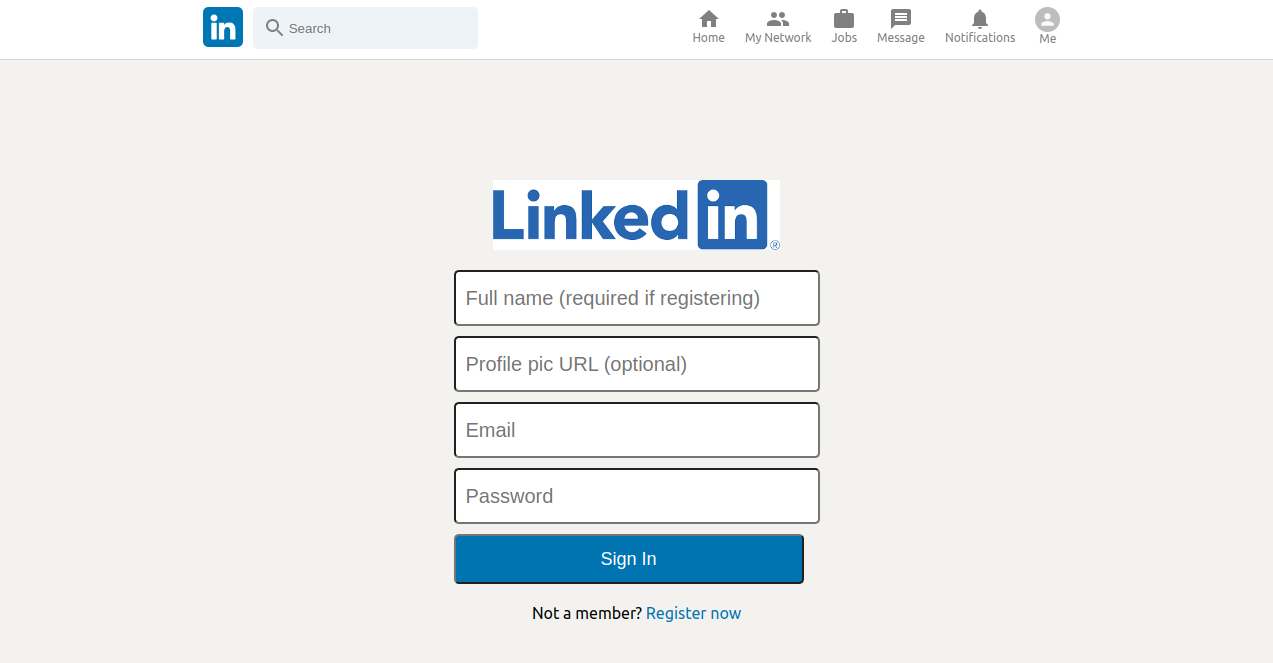 in Search Home My Network Jobs Message Notifications Me
Linked in ®
Full name (required if registering)
Profile pic URL (optional)
Email
Password
Sign In
Not a member? Register now